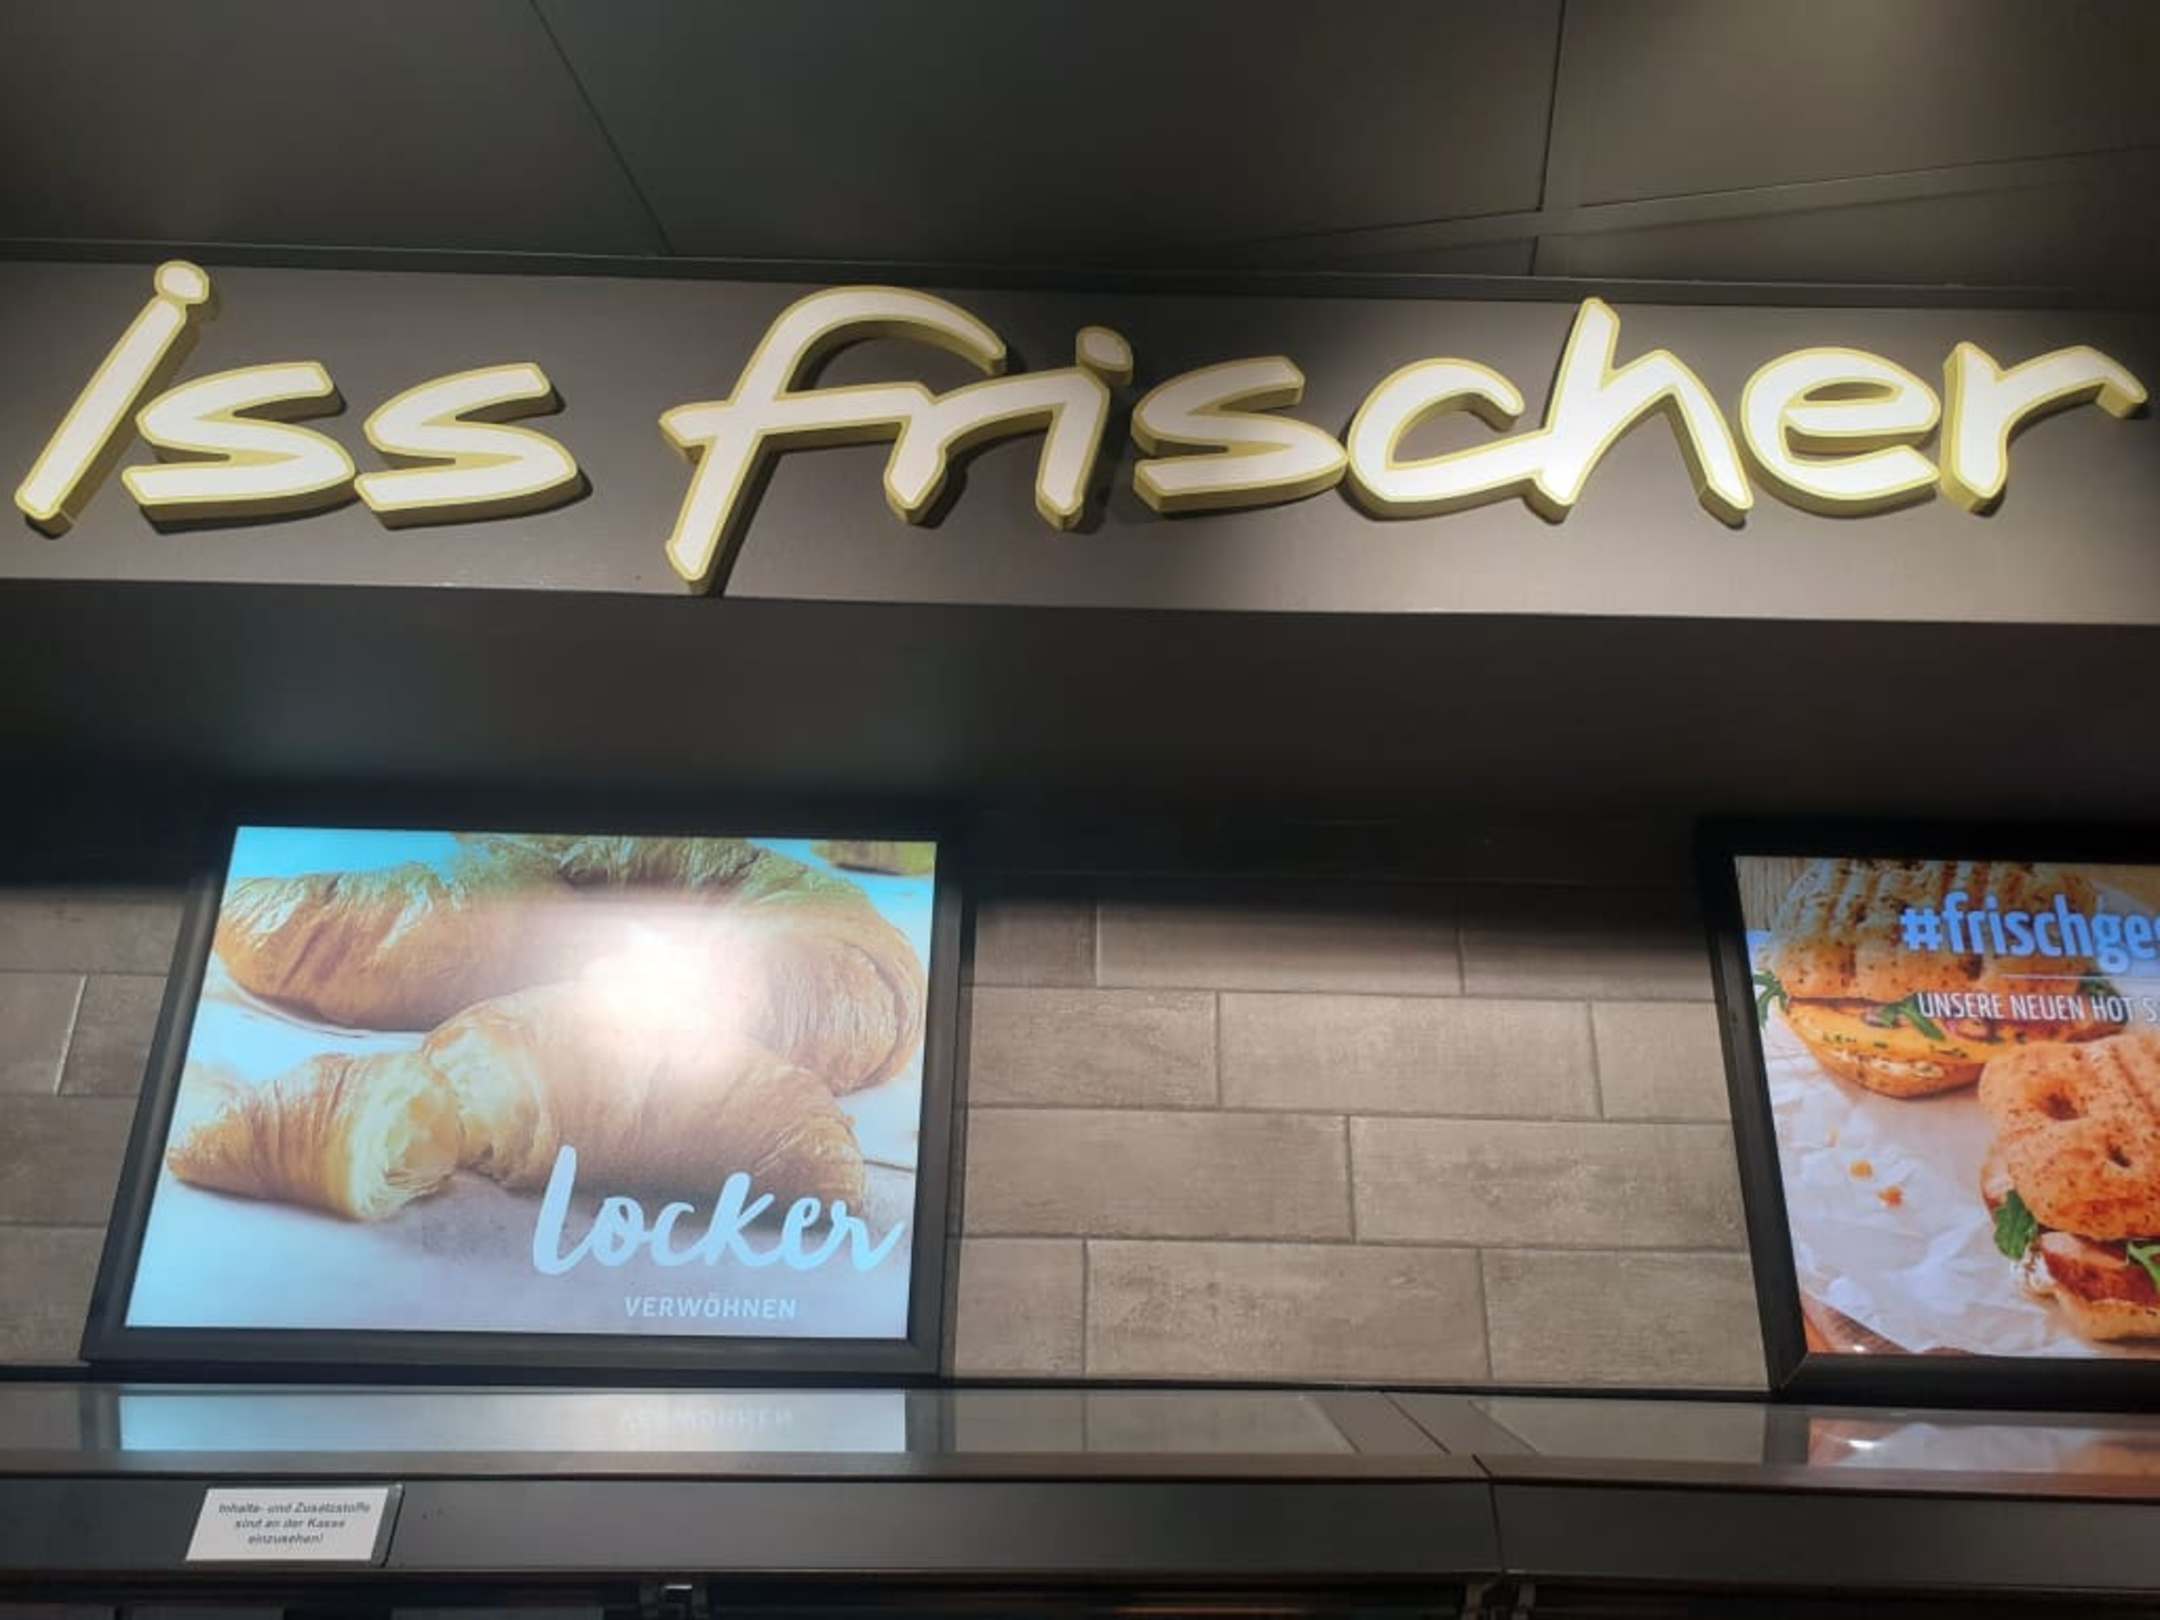 iss frischer
#frischge
UNSERE NEUEN HOT S
Locker
VERWÖHNEN
Inhalts- und Zusatzstoffe
sind an der Kasse
einzusehen!